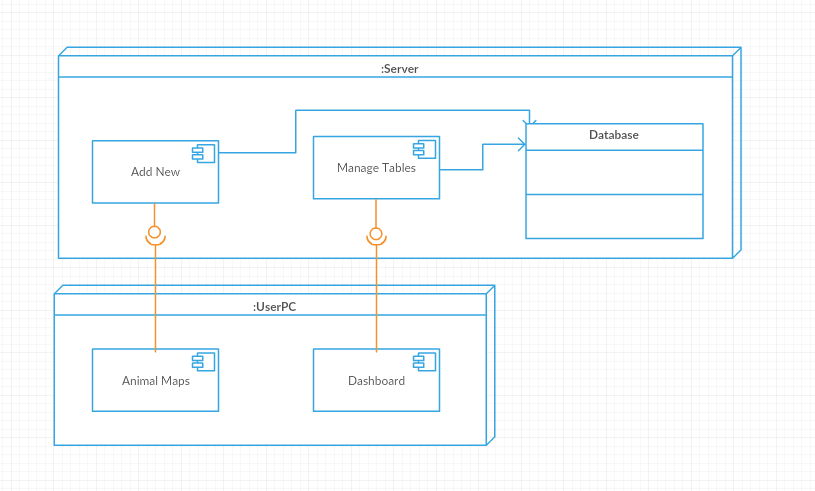 :Server
Database
Add New
Manage Tables
:UserPC
Animal Maps
Dashboard